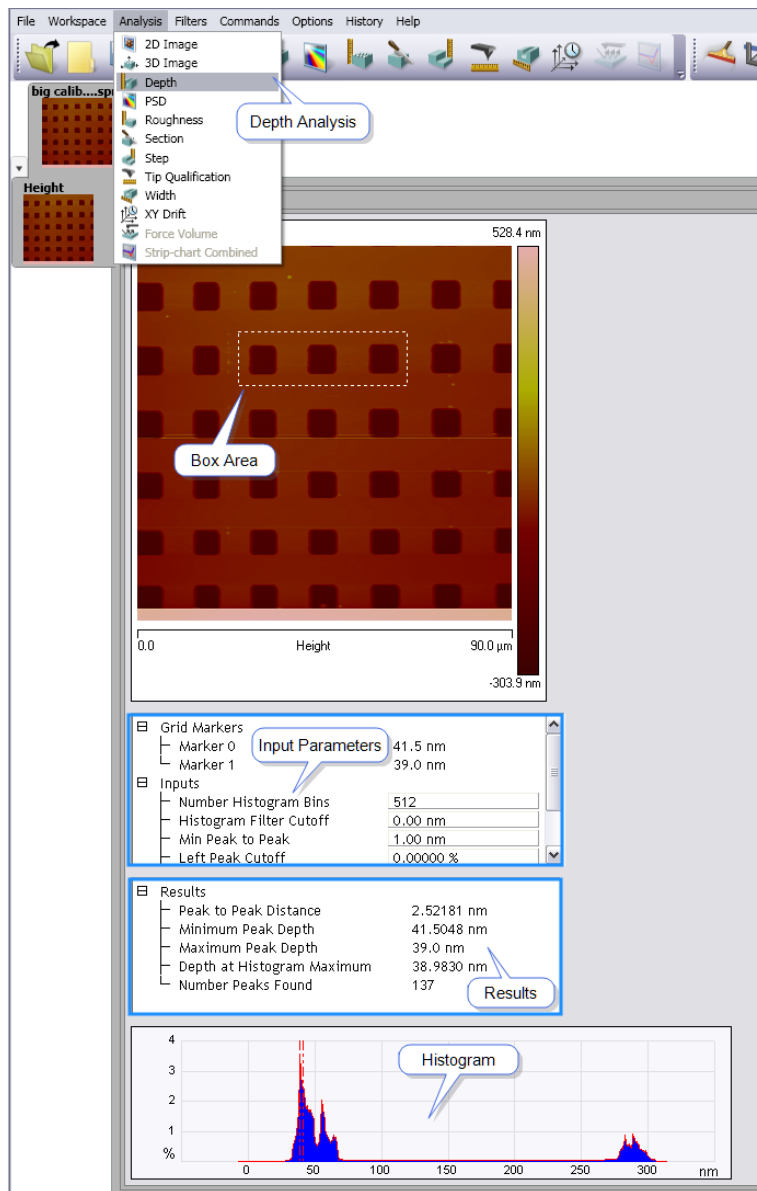 File Workspace Analysis Filters Commands Options History Help
2D Image
3D Image
Depth
PSD
Roughness
Section
Step
Tip Qualification
Width
XY Drift
Force Volume
Strip-chart Combined
Depth Analysis
big calib....spm
Height
528.4 nm
Box Area
0.0 Height 90.0 µm
-303.9 nm
Grid Markers
Marker 0 41.5 nm
Marker 1 39.0 nm
Input Parameters
Inputs
Number Histogram Bins 512
Histogram Filter Cutoff 0.00 nm
Min Peak to Peak 1.00 nm
Left Peak Cutoff 0.00000 %
Results
Peak to Peak Distance 2.52181 nm
Minimum Peak Depth 41.5048 nm
Maximum Peak Depth 39.0 nm
Depth at Histogram Maximum 38.9830 nm
Number Peaks Found 137
Results
Histogram
4
3
2
1
%
0 50 100 150 200 250 300 nm